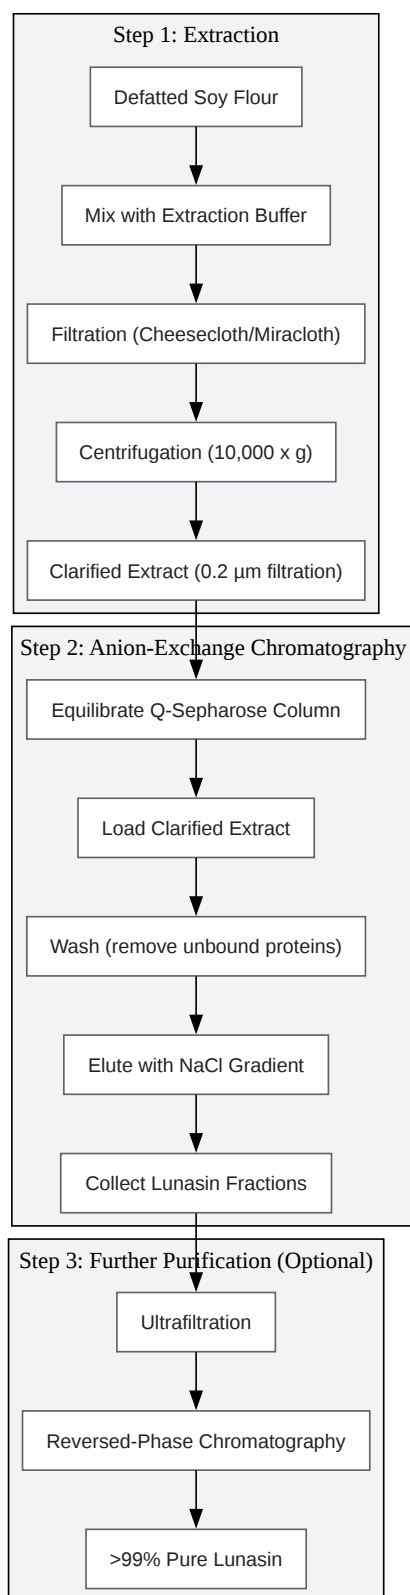 Step 1: Extraction
Defatted Soy Flour
Mix with Extraction Buffer
Filtration (Cheesecloth/Miracloth)
Centrifugation (10,000 x g)
Clarified Extract (0.2 µm filtration)
Step 2: Anion-Exchange Chromatography
Equilibrate Q-Sepharose Column
Load Clarified Extract
Wash (remove unbound proteins)
Elute with NaCl Gradient
Collect Lunasin Fractions
Step 3: Further Purification (Optional)
Ultrafiltration
Reversed-Phase Chromatography
>99% Pure Lunasin